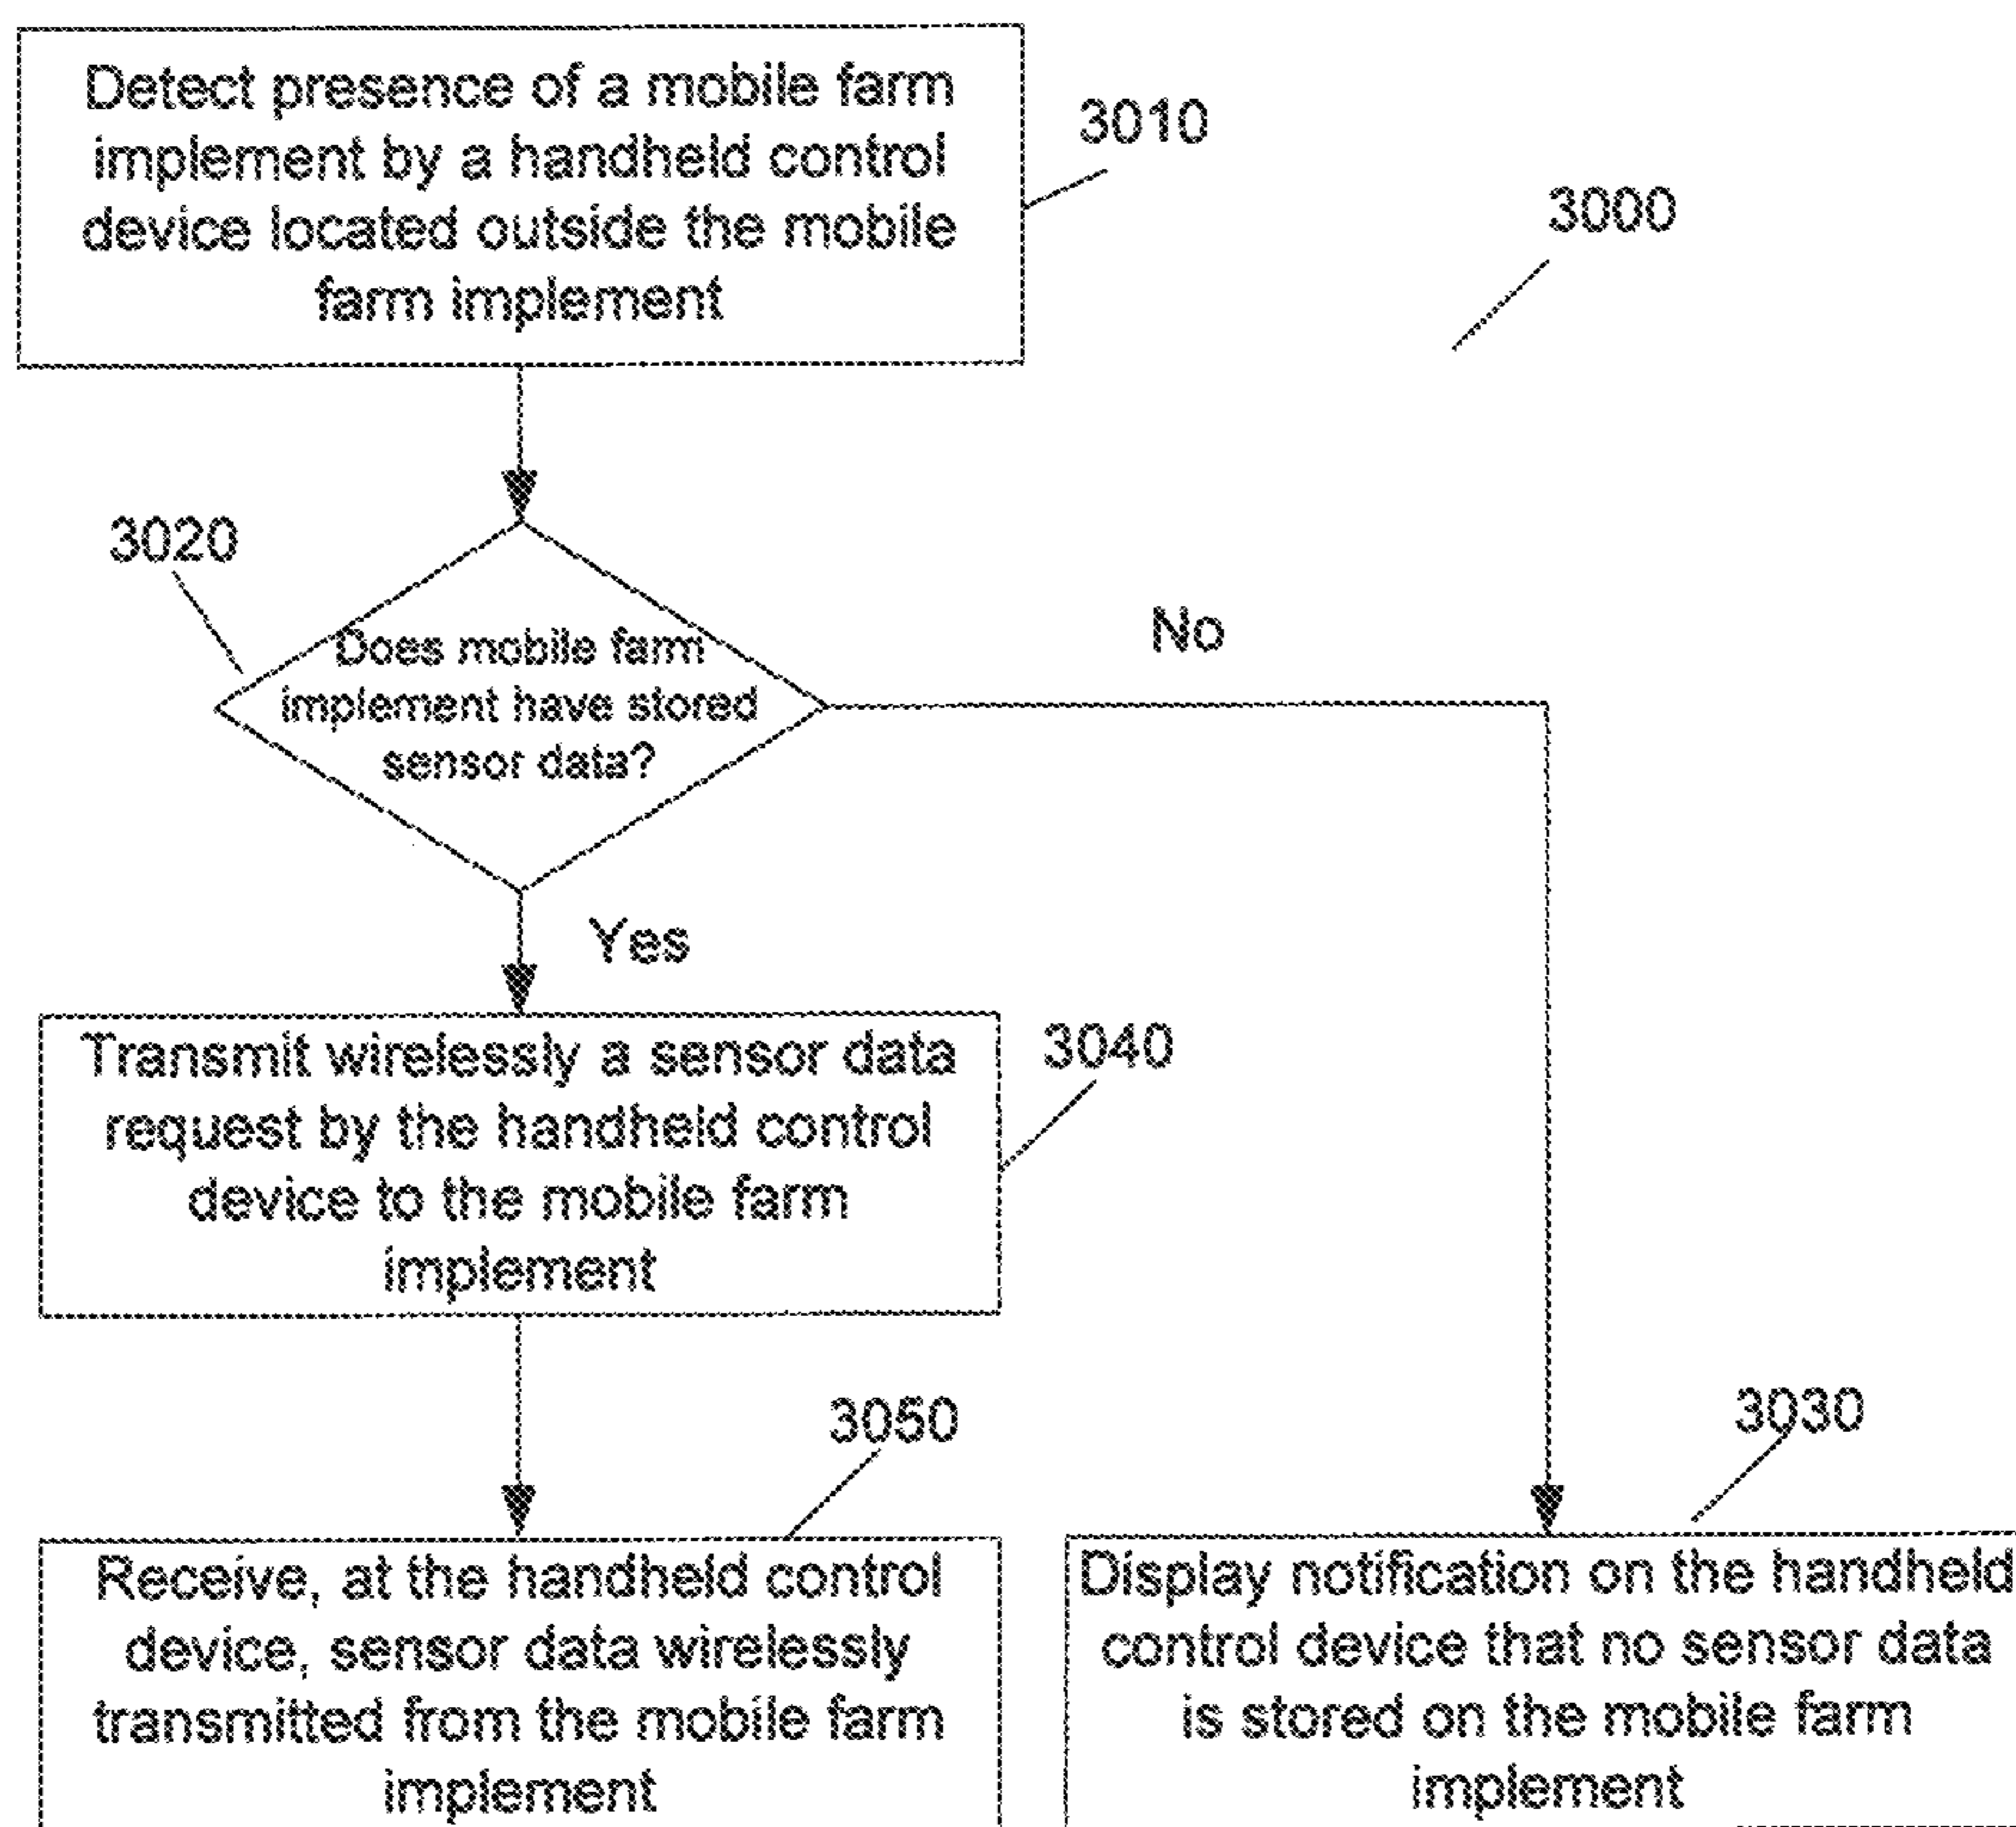 Detect presence of a mobile farm
implement by a handheld control
device located outside the mobile
farm implement
3010
3000
3020
Does mobile farm
implement have stored
sensor data?
No
Yes
Transmit wirelessly a sensor data
request by the handheld control
device to the mobile farm
implement
3040
3050
Receive, at the handheld control
device, sensor data wirelessly
transmitted from the mobile farm
implement
3030
Display notification on the handheld
control device that no sensor data
is stored on the mobile farm
implement